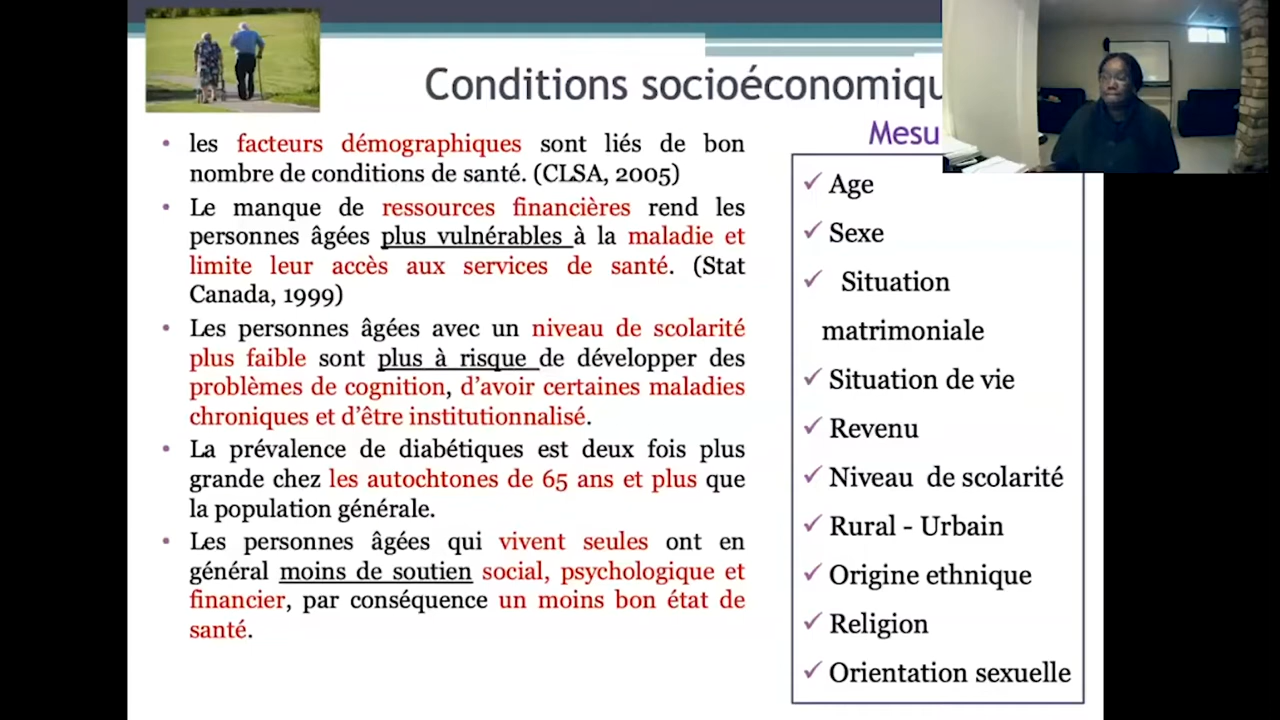 Conditions socioéconomiqu
les facteurs démographiques sont liés de bon
nombre de conditions de santé. (CLSA, 2005)
Le manque de ressources financières rend les
personnes âgées plus vulnérables à la maladie et
limite leur accès aux services de santé. (Stat
Canada, 1999)
Les personnes âgées avec un niveau de scolarité
plus faible sont plus à risque de développer des
problèmes de cognition, d’avoir certaines maladies
chroniques et d’être institutionnalisé.
La prévalence de diabétiques est deux fois plus
grande chez les autochtones de 65 ans et plus que
la population générale.
Les personnes âgées qui vivent seules ont en
général moins de soutien social, psychologique et
financier, par conséquence un moins bon état de
santé.
Mesu
Age
Sexe
Situation
matrimoniale
Situation de vie
Revenu
Niveau de scolarité
Rural - Urbain
Origine ethnique
Religion
Orientation sexuelle